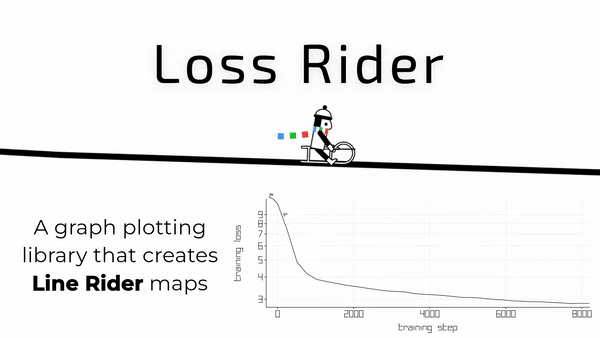 Loss Rider
A graph plotting
library that creates
Line Rider maps
training loss
9
8
7
6
5
4
3
0
2000
4000
6000
8000
training step